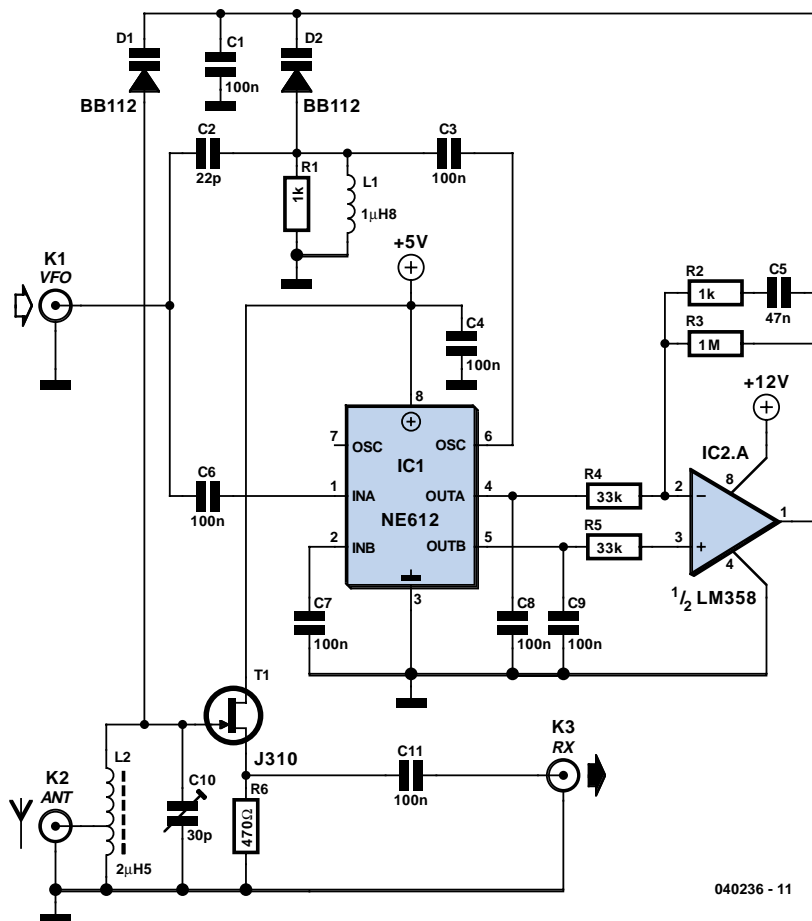 D1
C1
D2
100n
BB112
BB112
C2
C3
R1
22p
1k
L1
100n
1µH8
+5V
K1
VFO
R2
C5
1k
47n
C4
R3
100n
1M
+12V
8
7
OSC
OSC
6
IC1
IC2.A
C6
R4
1
INA
OUTA
4
33k
2
8
100n
NE612
R5
1
2
INB
OUTB
5
33k
3
4
C7
3
C8
C9
1/2 LM358
100n
100n
100n
T1
K3
RX
L2
J310
C11
K2
ANT
C10
R6
100n
30p
470Ω
2µH5
040236 - 11